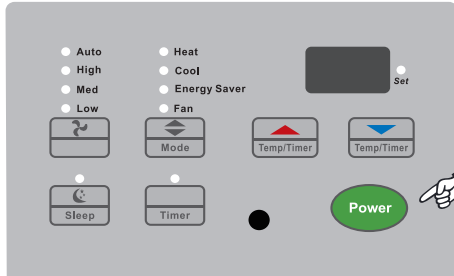 Auto
High
Med
Low
Heat
Cool
Energy Saver
Fan
Set
Mode
Temp/Timer
Temp/Timer
Sleep
Timer
Power